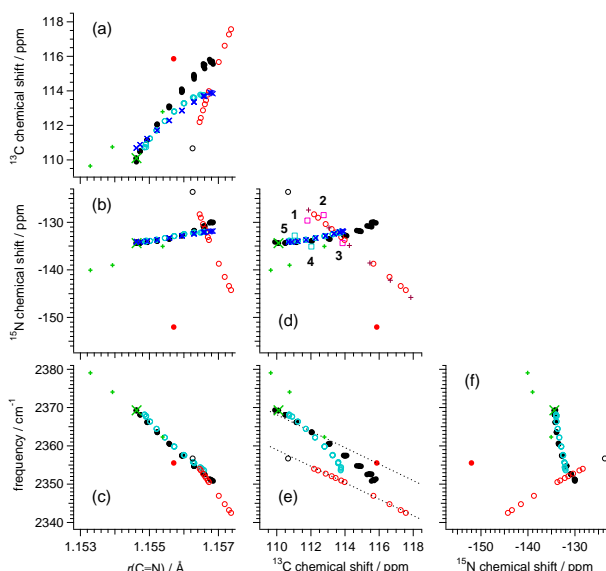 (a)
118
116
114
112
110
13C chemical shift / ppm
(b)
-130
-140
-150
15N chemical shift / ppm
1
2
5
4
3
(d)
2380
2370
2360
2350
2340
frequency / cm-1
(c)
(e)
(f)
1.153
1.155
1.157
r(C=N) / Å
110
112
114
116
118
13C chemical shift / ppm
-150
-130
15N chemical shift / ppm